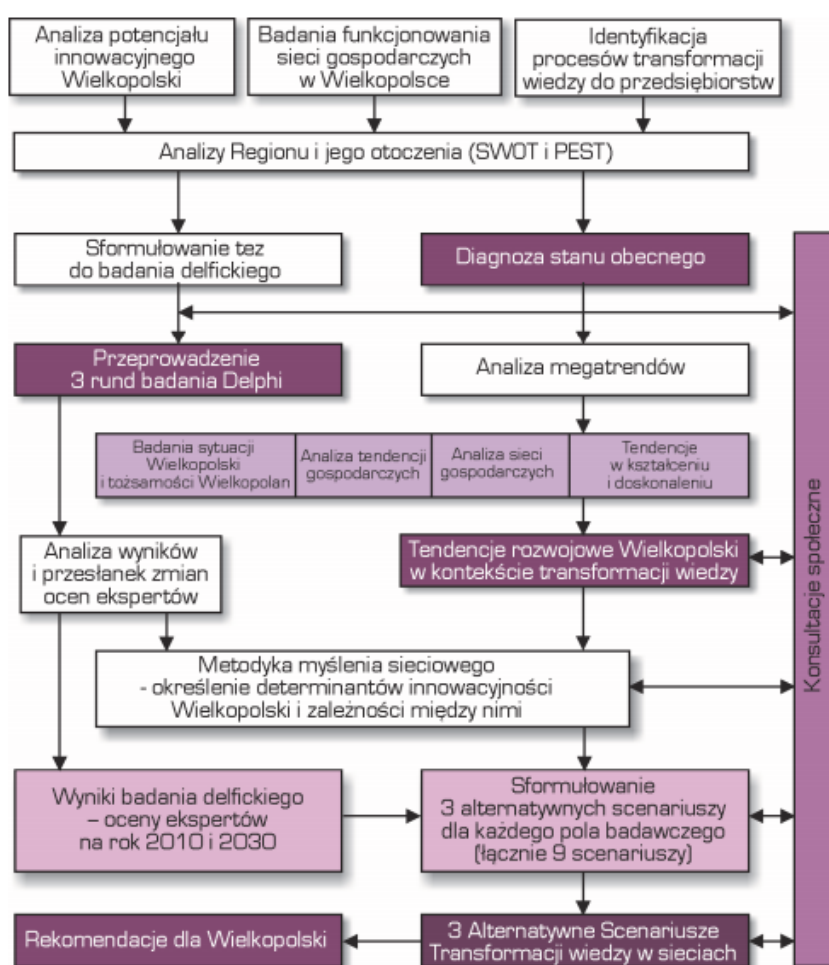 Analiza potencjału
innowacyjnego
Wielkopolski
Badania funkcjonowania
sieci gospodarczych
w Wielkopolsce
Identyfikacja
procesów transformacji
wiedzy do przedsiębiorstw
Analizy Regionu i jego otoczenia (SWOT i PEST)
Sformułowanie tez
do badania delfickiego
Diagnoza stanu obecnego
Przeprowadzenie
3 rund badania Delphi
Analiza megatrendów
Badania sytuacji
Wielkopolski
i tożsamości Wielkopolan
Analiza tendencji
gospodarczych
Analiza sieci
gospodarczych
Tendencje
w kształceniu
i doskonaleniu
Analiza wyników
i przesłanek zmian
ocen ekspertów
Tendencje rozwojowe Wielkopolski
w kontekście transformacji wiedzy
Metodyka myślenia sieciowego
- określenie determinantów innowacyjności
Wielkopolski i zależności między nimi
Wyniki badania delfickiego
– oceny ekspertów
na rok 2010 i 2030
Sformułowanie
3 alternatywnych scenariuszy
dla każdego pola badawczego
(łącznie 9 scenariuszy)
Rekomendacje dla Wielkopolski
3 Alternatywne Scenariusze
Transformacji wiedzy w sieciach
Konsultacje społeczne